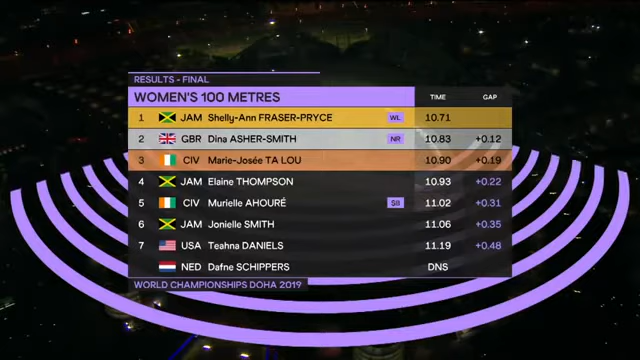 RESULTS - FINAL
WOMEN'S 100 METRES TIME GAP
1 JAM Shelly-Ann FRASER-PRYCE WL 10.71
2 GBR Dina ASHER-SMITH NR 10.83 +0.12
3 CIV Marie-Josée TA LOU 10.90 +0.19
4 JAM Elaine THOMPSON 10.93 +0.22
5 CIV Murielle AHOURÉ SB 11.02 +0.31
6 JAM Jonielle SMITH 11.06 +0.35
7 USA Teahna DANIELS 11.19 +0.48
NED Dafne SCHIPPERS DNS
WORLD CHAMPIONSHIPS DOHA 2019